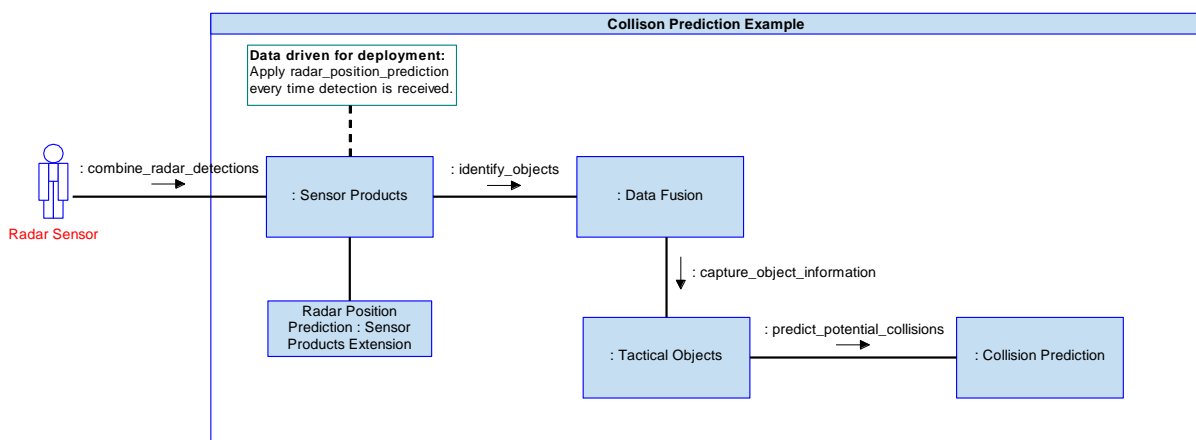 Collison Prediction Example
Data driven for deployment:
Apply radar_position_prediction
every time detection is received.
: combine_radar_detections
: identify_objects
: Sensor Products
: Data Fusion
Radar Sensor
: capture_object_information
Radar Position
Prediction : Sensor
Products Extension
: predict_potential_collisions
: Tactical Objects
: Collision Prediction